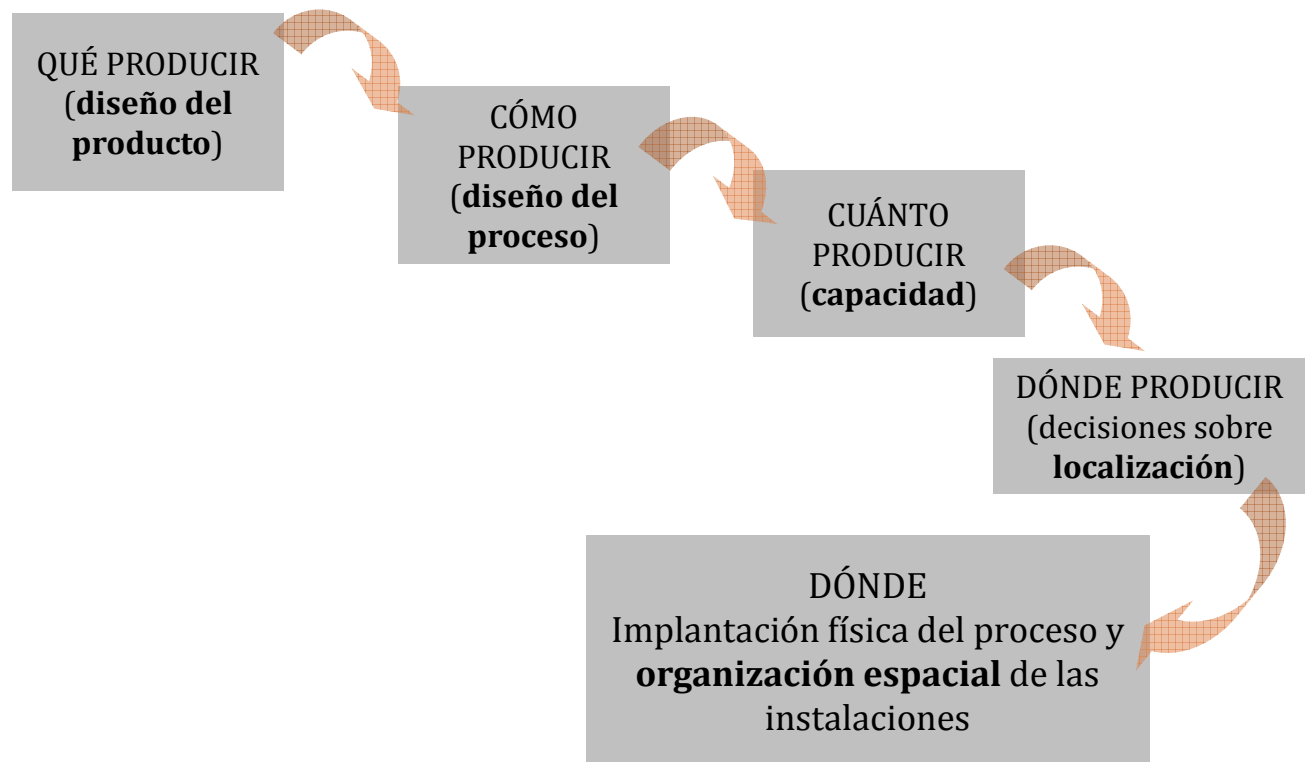 QUÉ PRODUCIR
(diseño del
producto)
CÓMO
PRODUCIR
(diseño del
proceso)
CUÁNTO
PRODUCIR
(capacidad)
DÓNDE PRODUCIR
(decisiones sobre
localización)
DÓNDE
Implantación física del proceso y
organización espacial de las
instalaciones